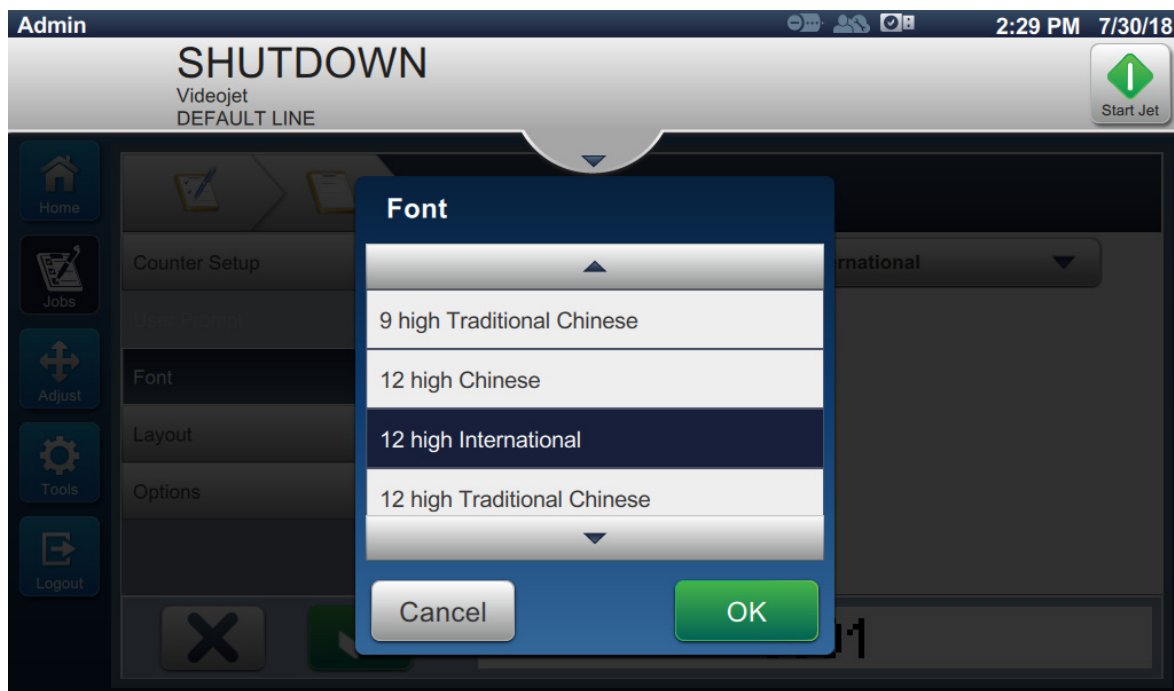 Admin 2:29 PM 7/30/18
SHUTDOWN
Videojet
DEFAULT LINE
Start Jet
Home
Jobs
Adjust
Tools
Logout
Counter Setup
User Prompt
Font
Layout
Options
Font
9 high Traditional Chinese
12 high Chinese
12 high International
12 high Traditional Chinese
Cancel
OK